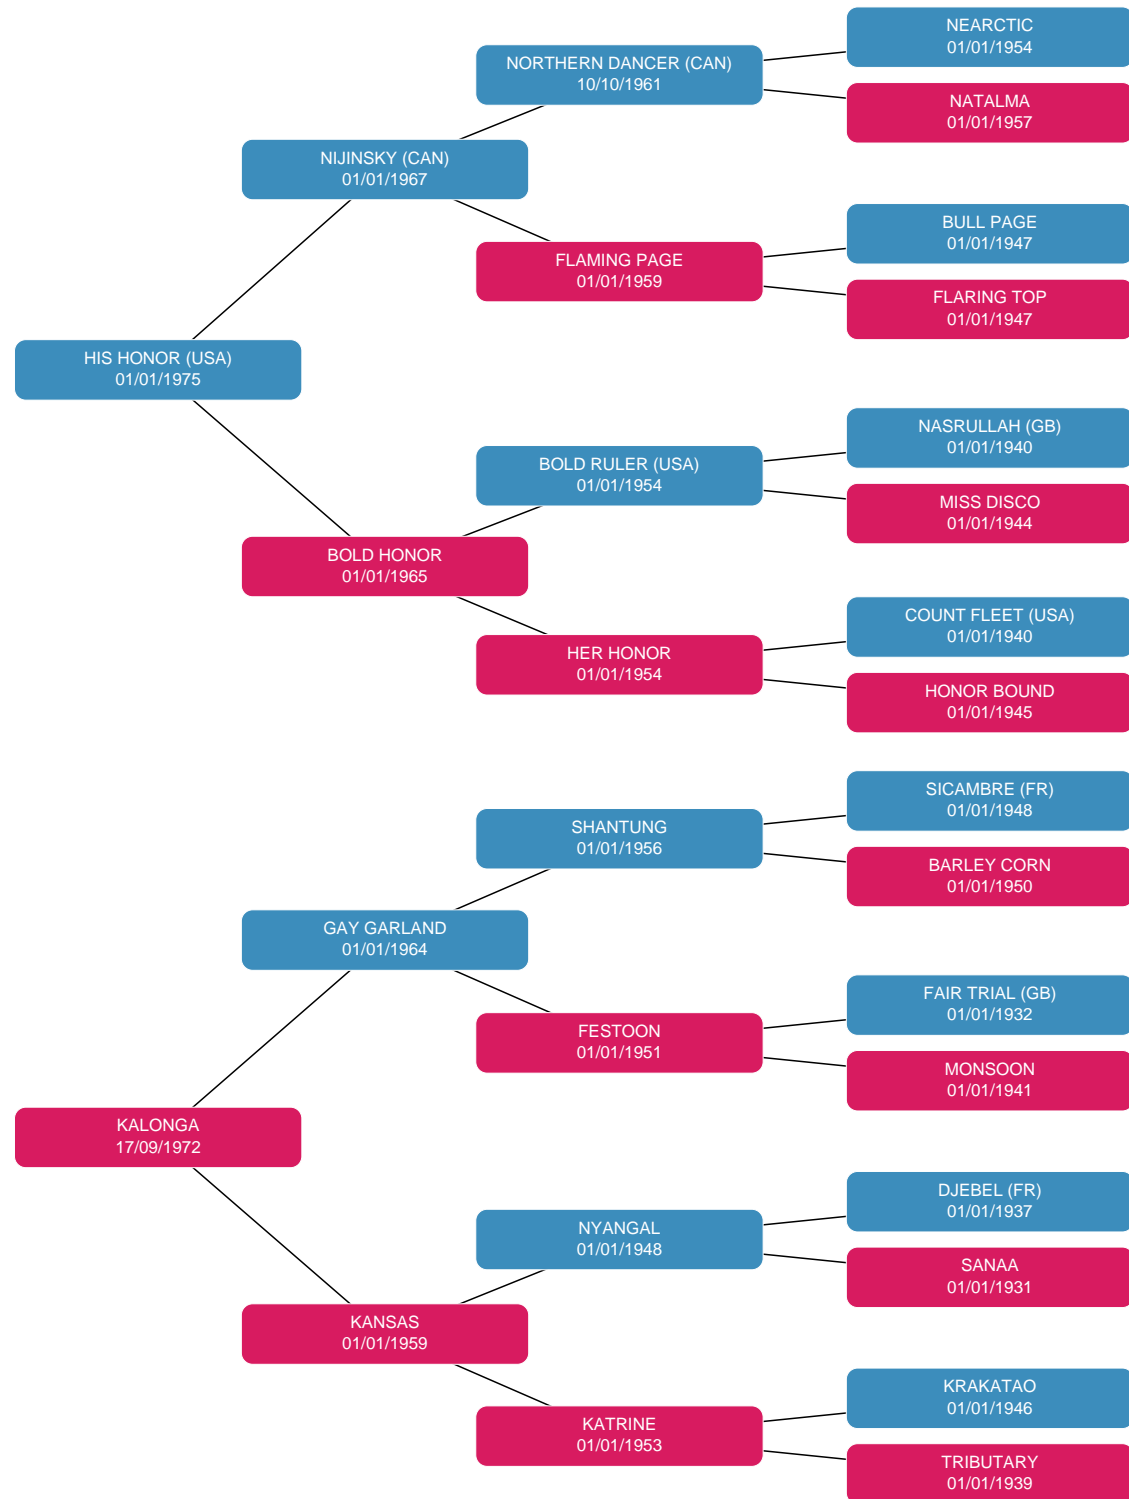 NEARCTIC
01/01/1954
NORTHERN DANCER (CAN)
10/10/1961
NATALMA
01/01/1957
NIJINSKY (CAN)
01/01/1967
BULL PAGE
01/01/1947
FLAMING PAGE
01/01/1959
FLARING TOP
01/01/1947
HIS HONOR (USA)
01/01/1975
NASRULLAH (GB)
01/01/1940
BOLD RULER (USA)
01/01/1954
MISS DISCO
01/01/1944
BOLD HONOR
01/01/1965
COUNT FLEET (USA)
01/01/1940
HER HONOR
01/01/1954
HONOR BOUND
01/01/1945
SICAMBRE (FR)
01/01/1948
SHANTUNG
01/01/1956
BARLEY CORN
01/01/1950
GAY GARLAND
01/01/1964
FAIR TRIAL (GB)
01/01/1932
FESTOON
01/01/1951
MONSOON
01/01/1941
KALONGA
17/09/1972
DJEBEL (FR)
01/01/1937
NYANGAL
01/01/1948
SANAA
01/01/1931
KANSAS
01/01/1959
KRAKATAO
01/01/1946
KATRINE
01/01/1953
TRIBUTARY
01/01/1939